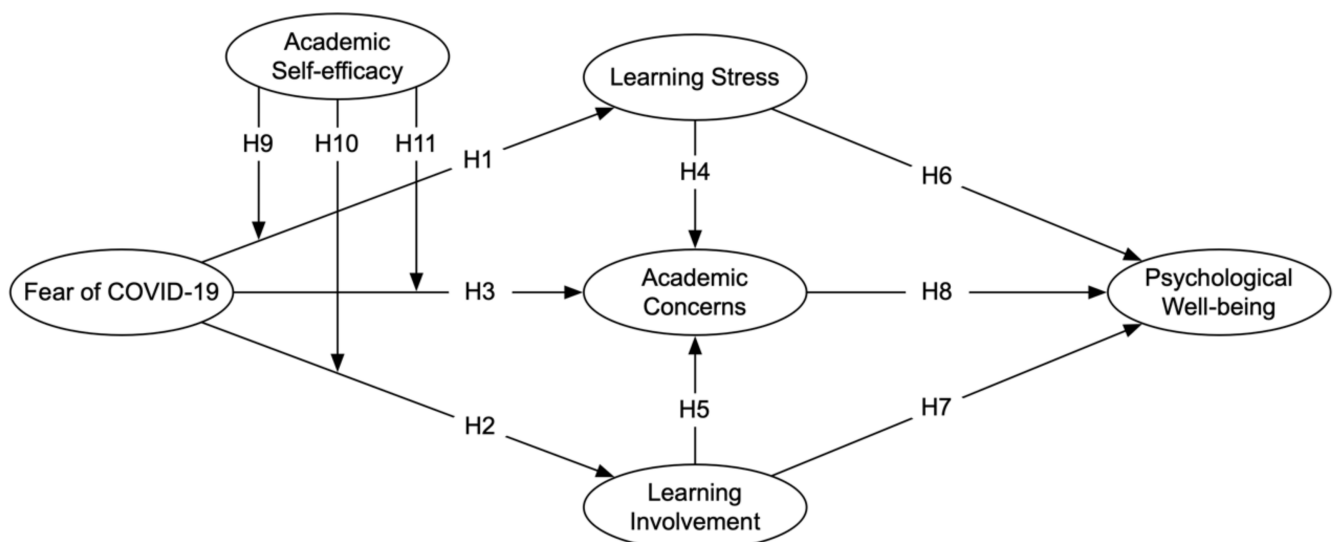 Academic
Self-efficacy
Learning Stress
H9
H10
H11
H1
H4
H6
Fear of COVID-19
H3
Academic
Concerns
H8
Psychological
Well-being
H2
H5
H7
Learning
Involvement